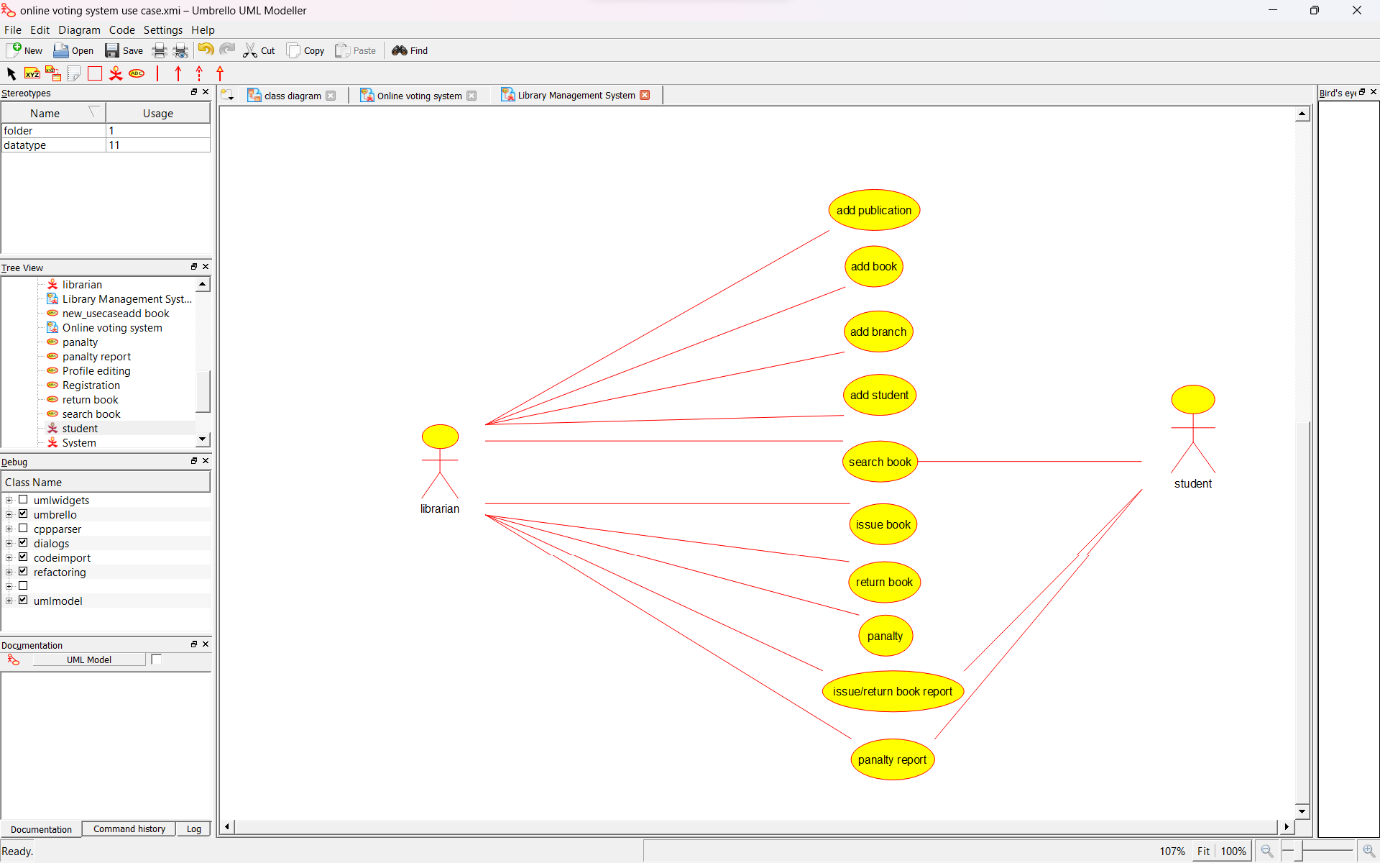 online voting system use case.xmi – Umbrello UML Modeller
File Edit Diagram Code Settings Help
New Open Save Cut Copy Paste Find
XYZ ABC
Stereotypes
Name Usage
folder 1
datatype 11
Tree View
librarian
Library Management Syst...
new_usecaseadd book
Online voting system
panalty
panalty report
Profile editing
Registration
return book
search book
student
System
Debug
Class Name
umlwidgets
umbrello
cppparser
dialogs
codeimport
refactoring
umlmodel
Documentation
UML Model
Documentation Command history Log
class diagram Online voting system Library Management System
add publication
add book
add branch
add student
search book
issue book
return book
panalty
issue/return book report
panalty report
librarian
student
Bird's eye
Ready.
107% Fit 100%